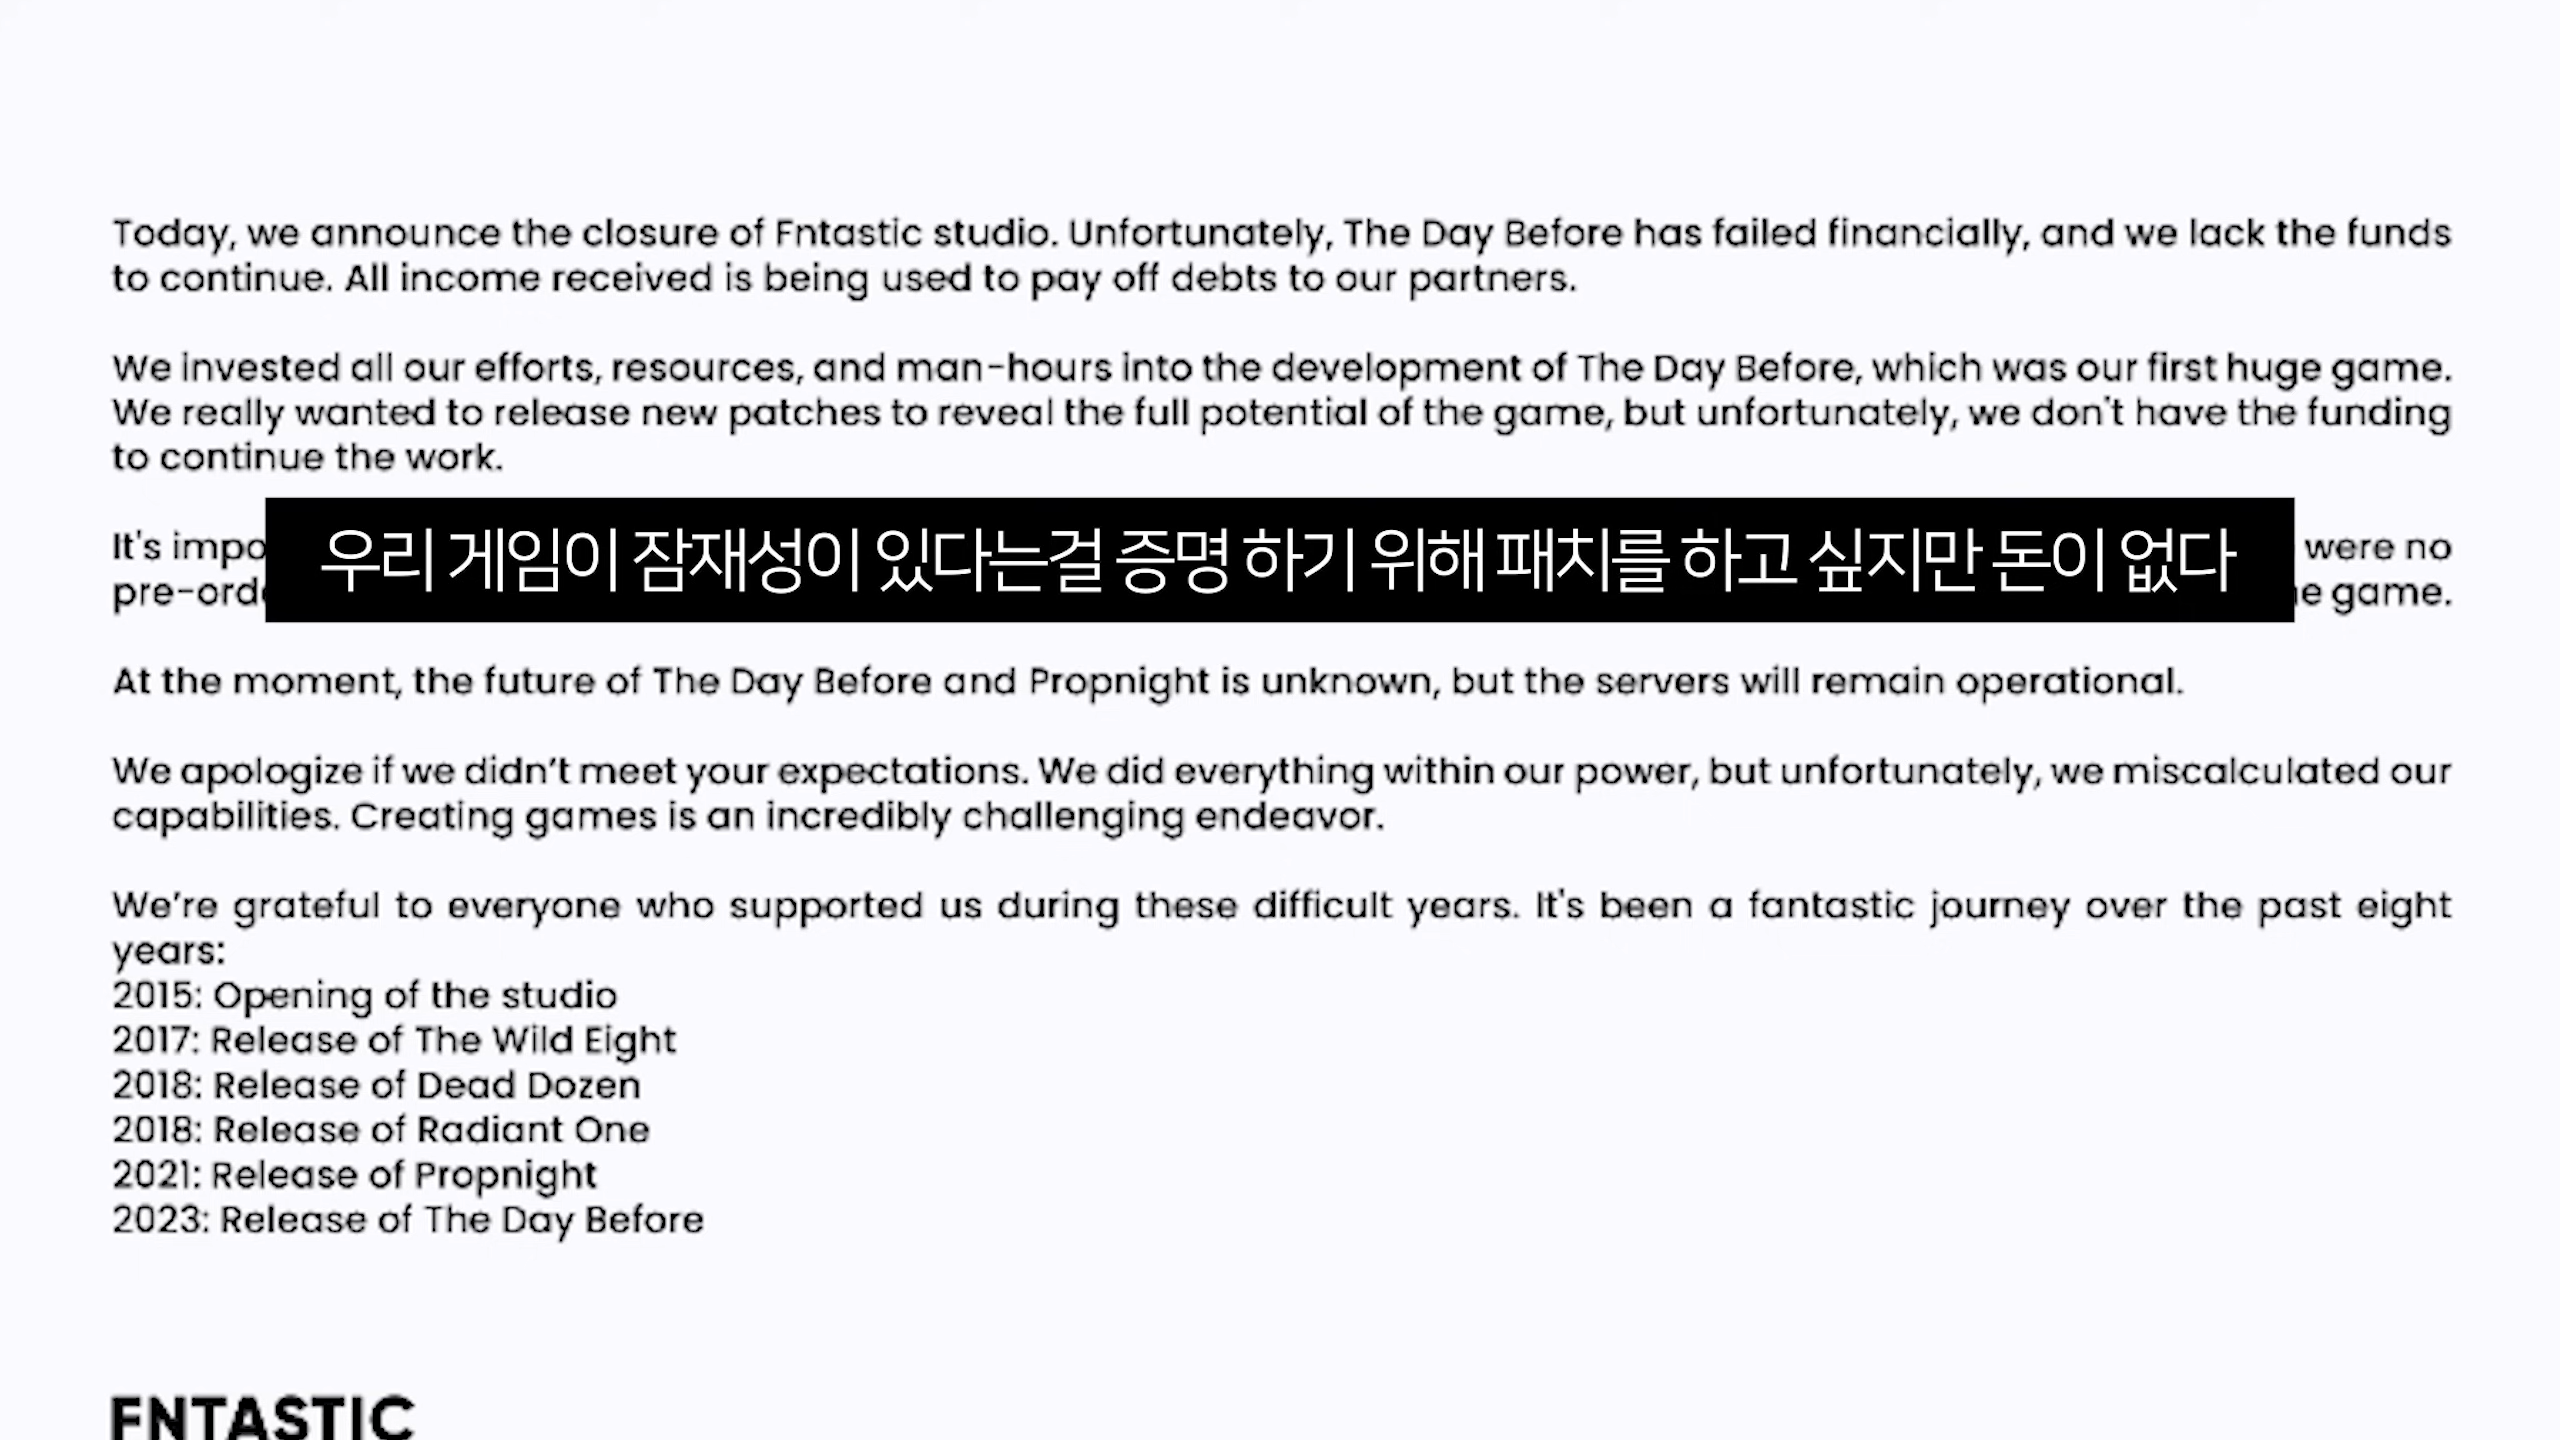 Today, we announce the closure of Fntastic studio. Unfortunately, The Day Before has failed financially, and we lack the funds
to continue. All income received is being used to pay off debts to our partners.
We invested all our efforts, resources, and man-hours into the development of The Day Before, which was our first huge game.
We really wanted to release new patches to reveal the full potential of the game, but unfortunately, we don't have the funding
to continue the work.
It's were no
우리 게임이 잠재성이 있다는걸 증명 하기 위해 패치를 하고 싶지만 돈이 없다
game.
At the moment, the future of The Day Before and Propnight is unknown, but the servers will remain operational.
We apologize if we didn’t meet your expectations. We did everything within our power, but unfortunately, we miscalculated our
capabilities. Creating games is an incredibly challenging endeavor.
We’re grateful to everyone who supported us during these difficult years. It's been a fantastic journey over the past eight
years:
2015: Opening of the studio
2017: Release of The Wild Eight
2018: Release of Dead Dozen
2018: Release of Radiant One
2021: Release of Propnight
2023: Release of The Day Before
FNTASTIC